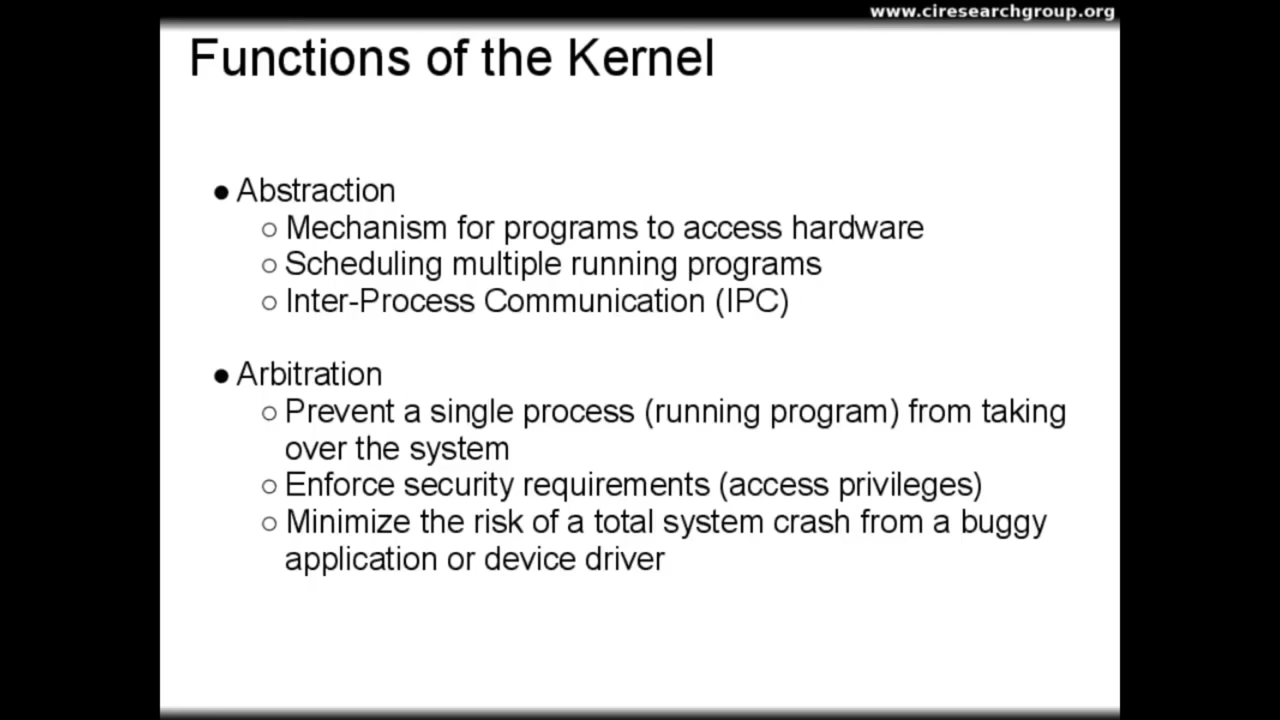 www.ciresearchgroup.org
Functions of the Kernel
● Abstraction
○ Mechanism for programs to access hardware
○ Scheduling multiple running programs
○ Inter-Process Communication (IPC)
● Arbitration
○ Prevent a single process (running program) from taking
over the system
○ Enforce security requirements (access privileges)
○ Minimize the risk of a total system crash from a buggy
application or device driver